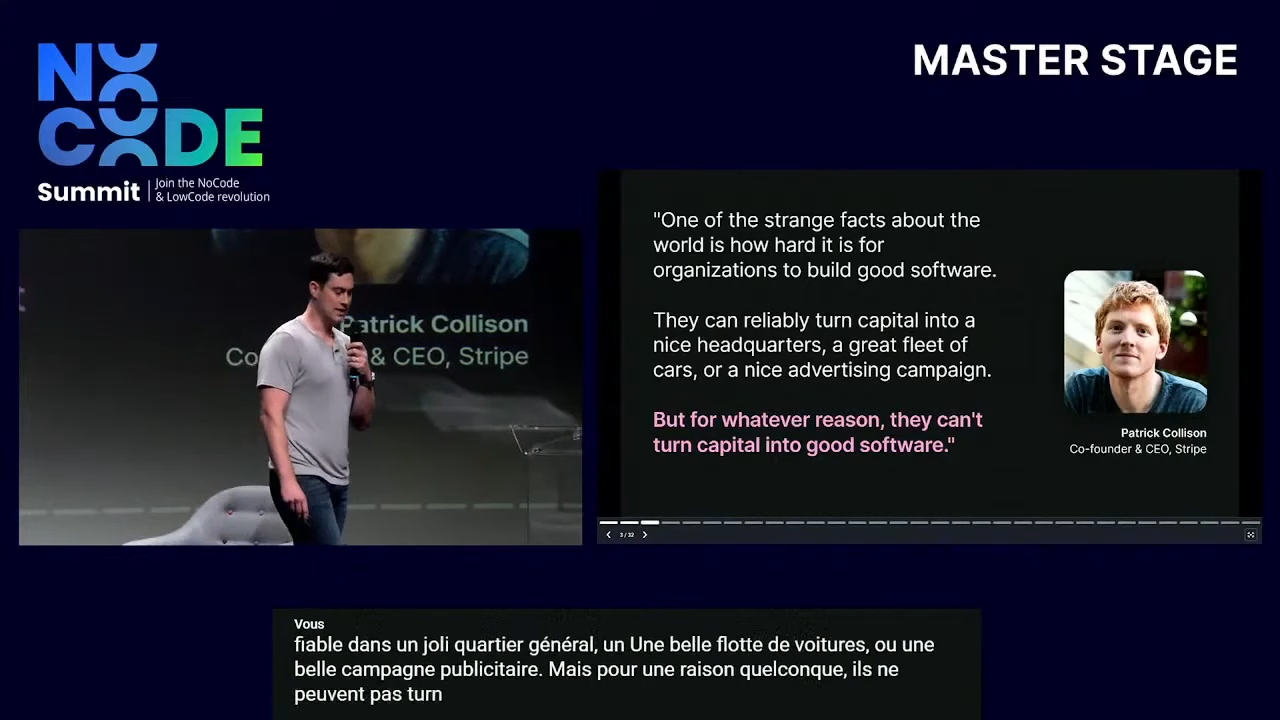 NO
CODE
Summit
Join the NoCode
& LowCode revolution
MASTER STAGE
Patrick Collison
Co & CEO, Stripe
"One of the strange facts about the
world is how hard it is for
organizations to build good software.
They can reliably turn capital into a
nice headquarters, a great fleet of
cars, or a nice advertising campaign.
But for whatever reason, they can't
turn capital into good software."
Patrick Collison
Co-founder & CEO, Stripe
3 / 32
Vous
fiable dans un joli quartier général, un Une belle flotte de voitures, ou une
belle campagne publicitaire. Mais pour une raison quelconque, ils ne
peuvent pas turn